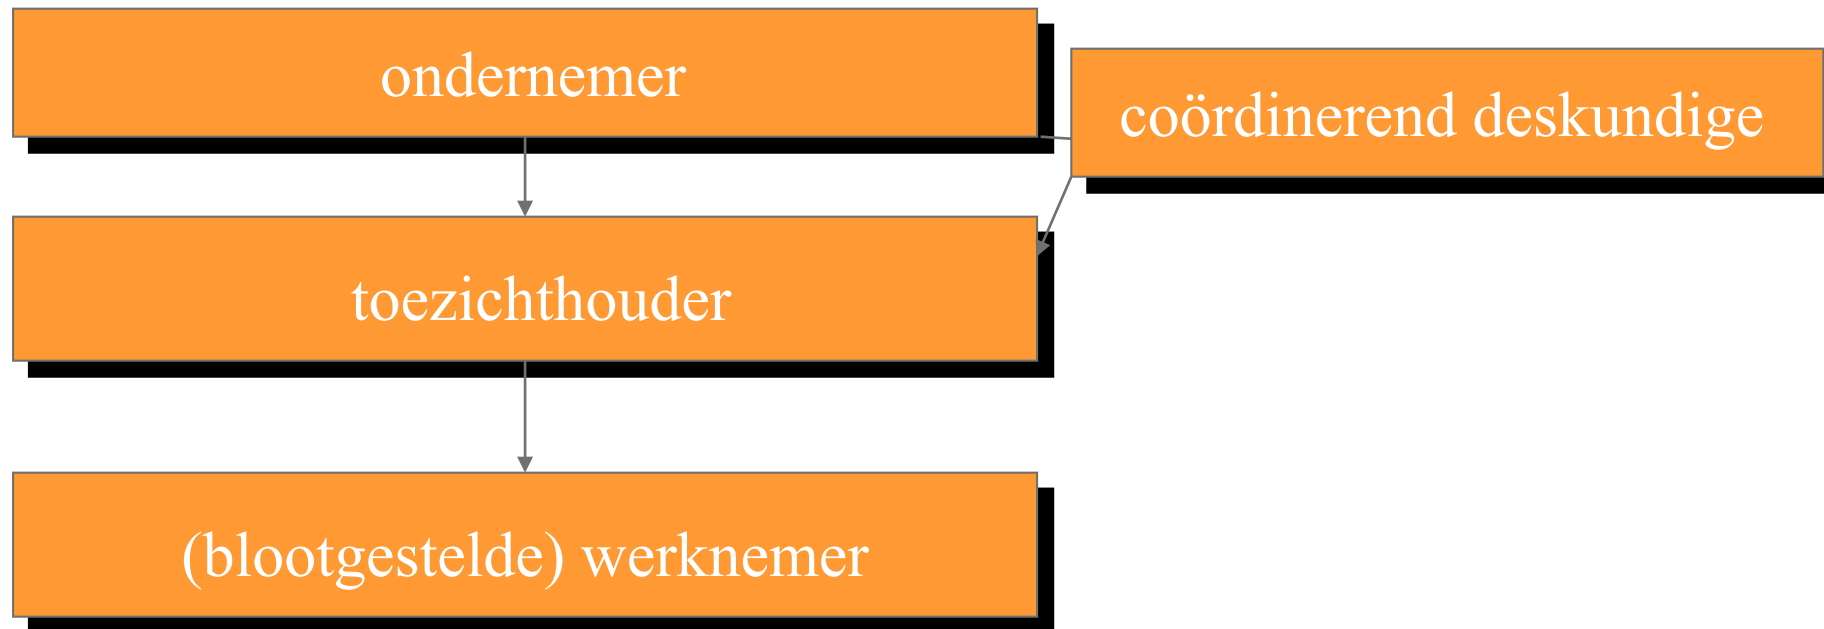 ondernemer
coördinerend deskundige
toezichthouder
(blootgestelde) werknemer